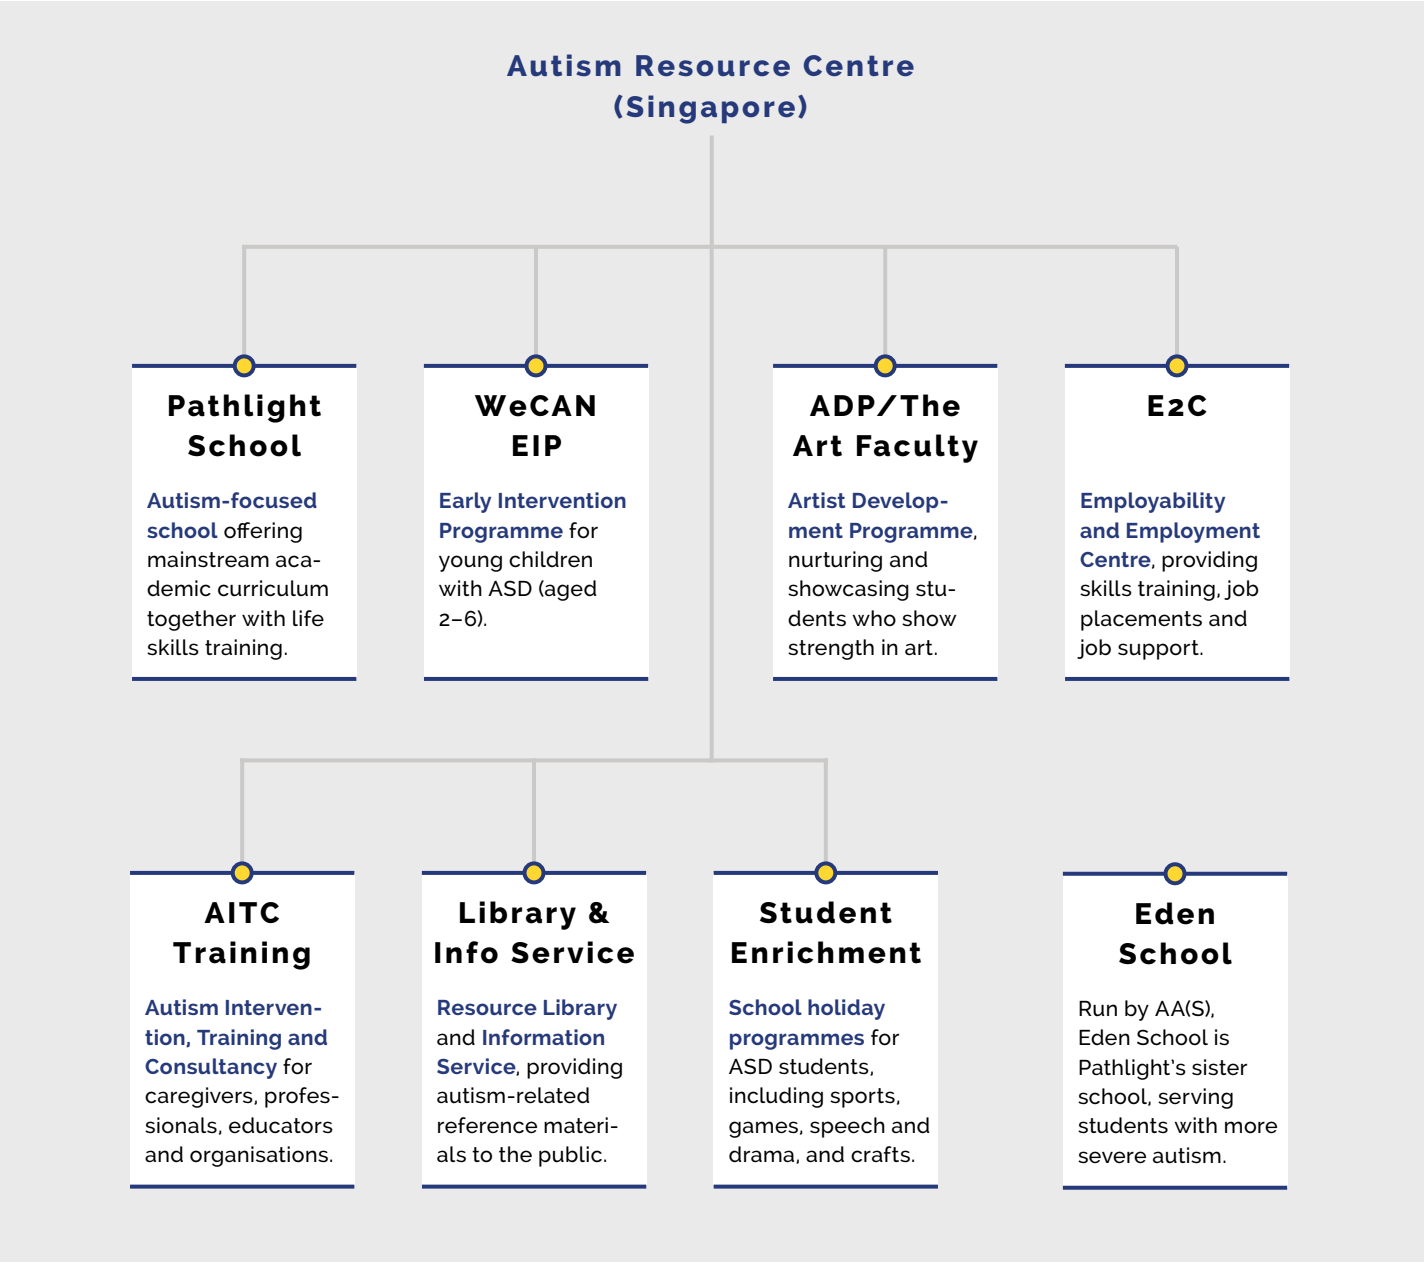 Autism Resource Centre
(Singapore)
Pathlight
School
Autism-focused
school offering
mainstream aca-
demic curriculum
together with life
skills training.
WeCAN
EIP
Early Intervention
Programme for
young children
with ASD (aged
2–6).
ADP/The
Art Faculty
Artist Develop-
ment Programme,
nurturing and
showcasing stu-
dents who show
strength in art.
E2C
Employability
and Employment
Centre, providing
skills training, job
placements and
job support.
AITC
Training
Autism Interven-
tion, Training and
Consultancy for
caregivers, profes-
sionals, educators
and organisations.
Library &
Info Service
Resource Library
and Information
Service, providing
autism-related
reference materi-
als to the public.
Student
Enrichment
School holiday
programmes for
ASD students,
including sports,
games, speech and
drama, and crafts.
Eden
School
Run by AA(S),
Eden School is
Pathlight’s sister
school, serving
students with more
severe autism.